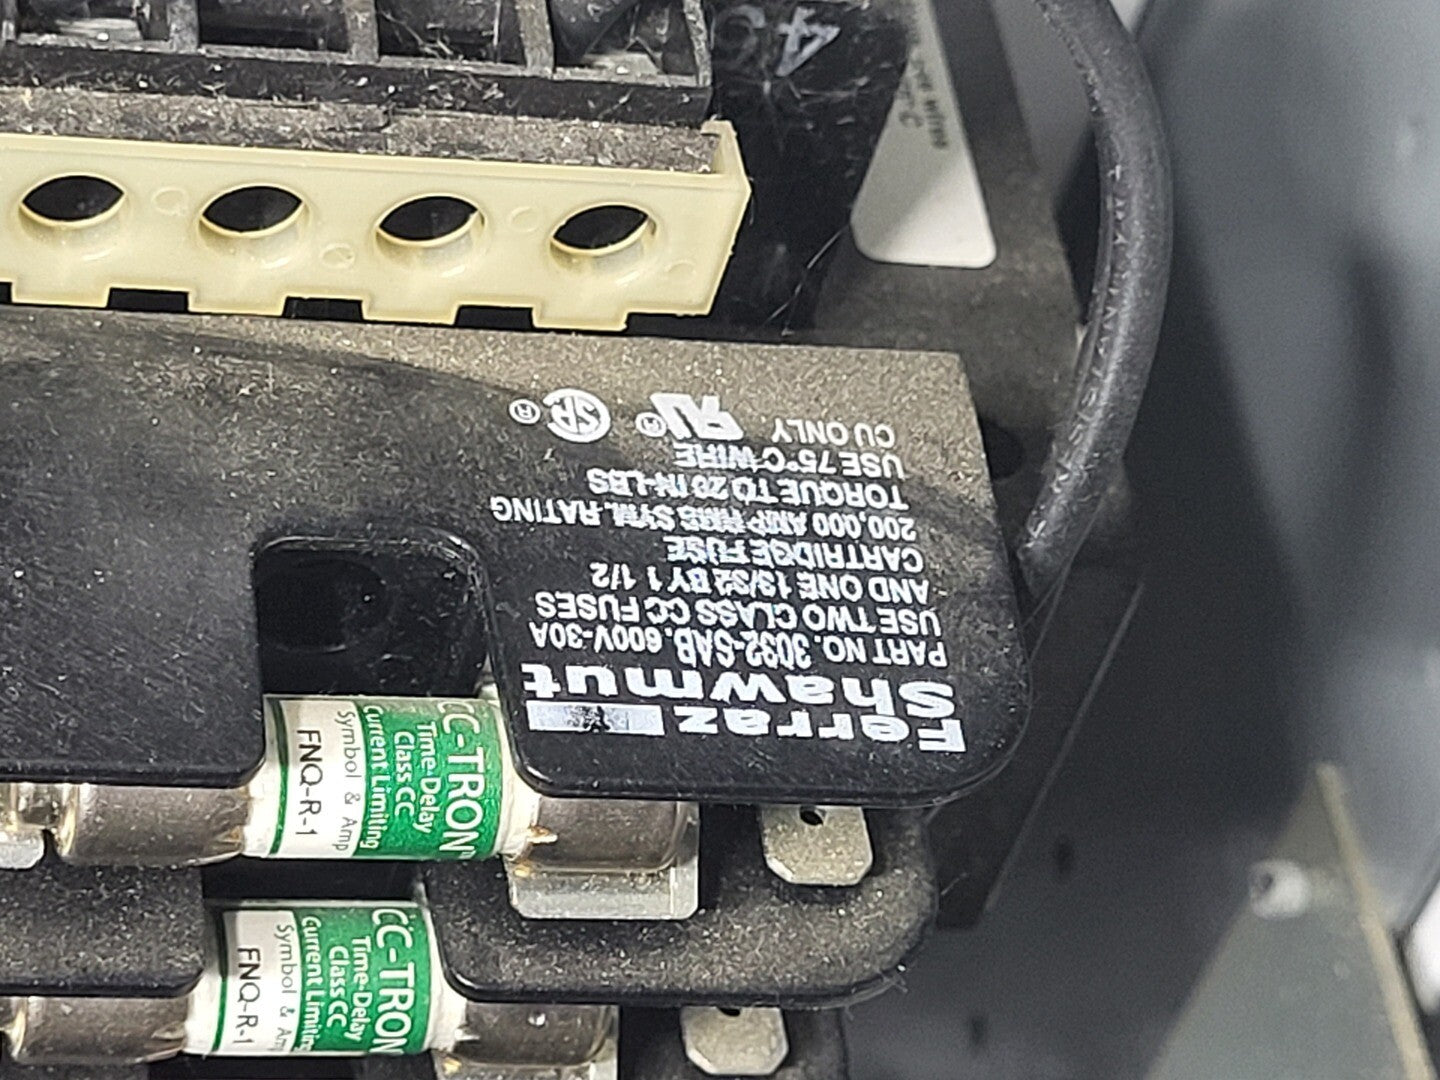 Ferraz
Shawmut
PART NO. 3092-SAB. 600V-30A
USE TWO CLASS CC FUSES
AND ONE 13/32 BY 1 1/2
CARTRIDGE FUSE
200,000 AMP RMS SYM. RATING
TORQUE TO 20 IN-LBS
USE 75°C WIRE
CU ONLY
CC-TRON™
Time-Delay
Class CC
Current Limiting
Symbol & Amp
FNQ-R-1
CC-TRON
Time-Delay
Class CC
Current Limiting
Symbol & Amp
FNQ-R-1